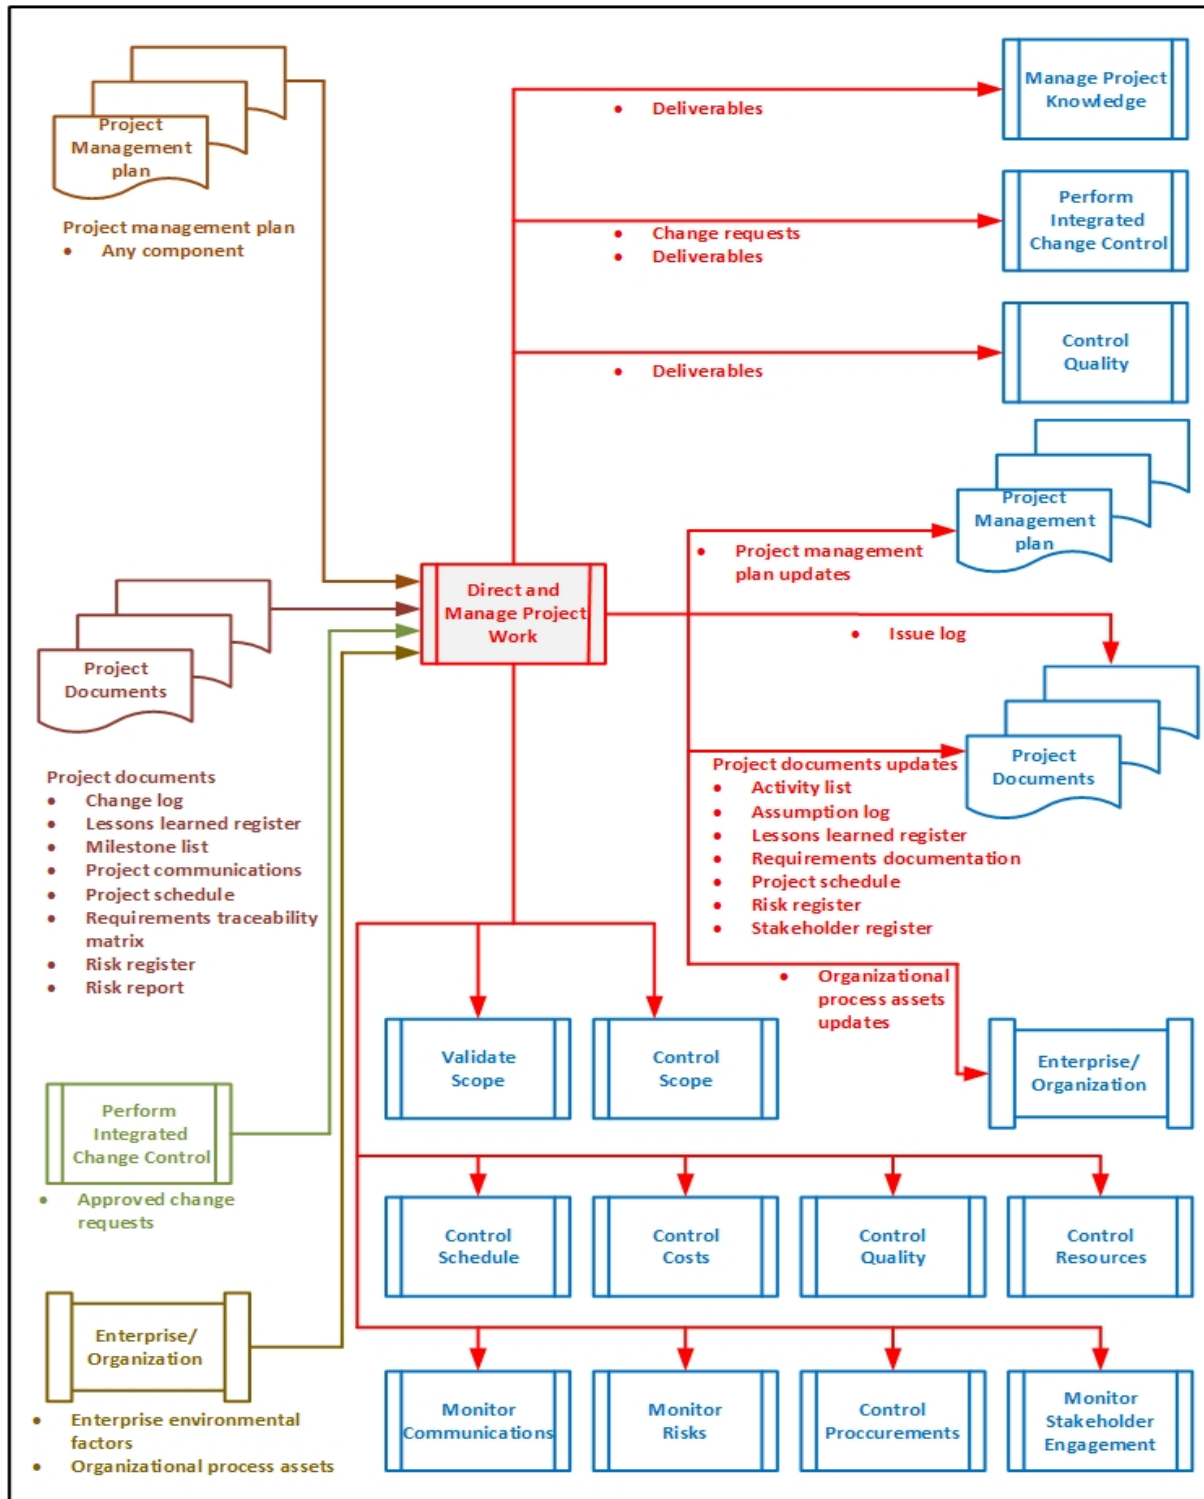 Project
Management
plan
Project management plan
• Any component
• Deliverables
Manage Project
Knowledge
• Change requests
• Deliverables
Perform
Integrated
Change Control
• Deliverables
Control
Quality
Project
Management
plan
• Project management
plan updates
Direct and
Manage Project
Work
• Issue log
Project
Documents
Project
Documents
Project documents
• Change log
• Lessons learned register
• Milestone list
• Project communications
• Project schedule
• Requirements traceability
matrix
• Risk register
• Risk report
Project documents updates
• Activity list
• Assumption log
• Lessons learned register
• Requirements documentation
• Project schedule
• Risk register
• Stakeholder register
• Organizational
process assets
updates
Enterprise/
Organization
Validate
Scope
Control
Scope
Perform
Integrated
Change Control
• Approved change
requests
Control
Schedule
Control
Costs
Control
Quality
Control
Resources
Enterprise/
Organization
• Enterprise environmental
factors
• Organizational process assets
Monitor
Communications
Monitor
Risks
Control
Proccurements
Monitor
Stakeholder
Engagement